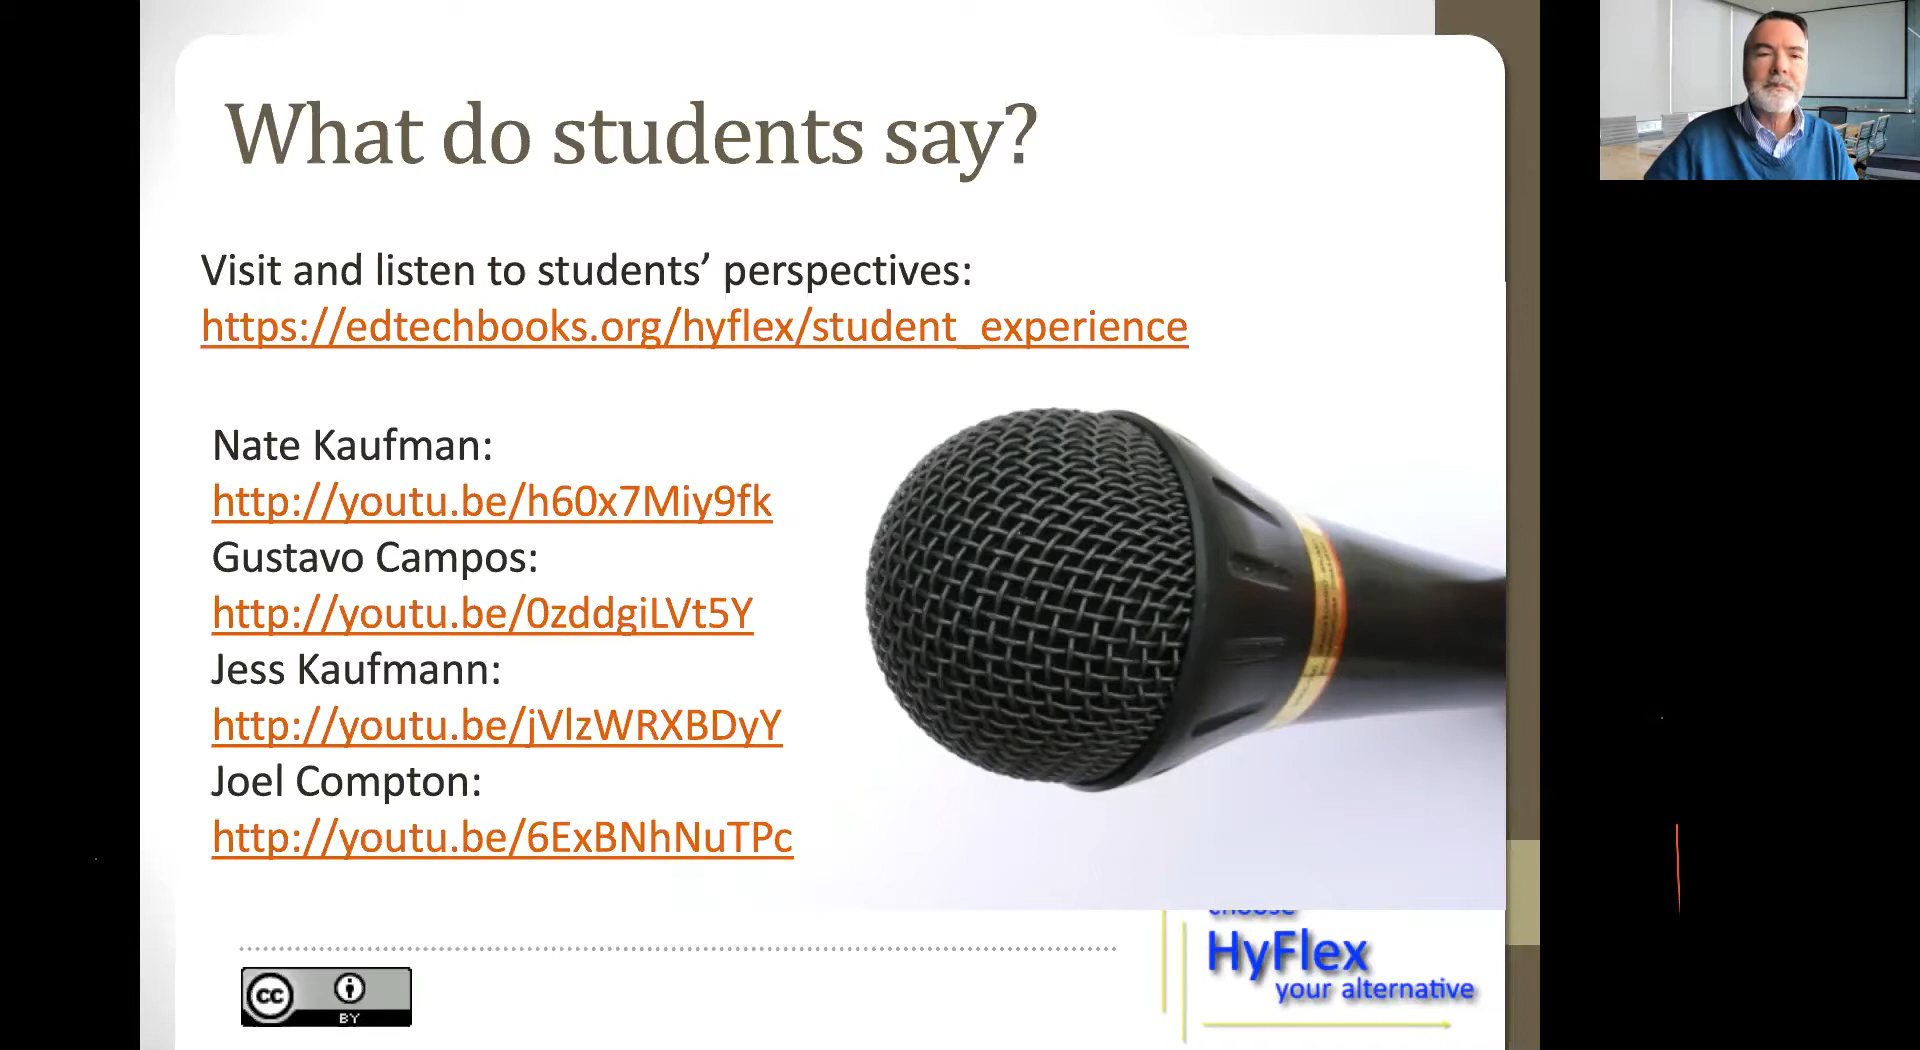 What do students say?
Visit and listen to students’ perspectives:
https://edtechbooks.org/hyflex/student_experience
Nate Kaufman:
http://youtu.be/h60x7Miy9fk
Gustavo Campos:
http://youtu.be/0zddgiLVt5Y
Jess Kaufmann:
http://youtu.be/jVlzWRXBDyY
Joel Compton:
http://youtu.be/6ExBNhNuTPc
choose
HyFlex
your alternative
cc
BY